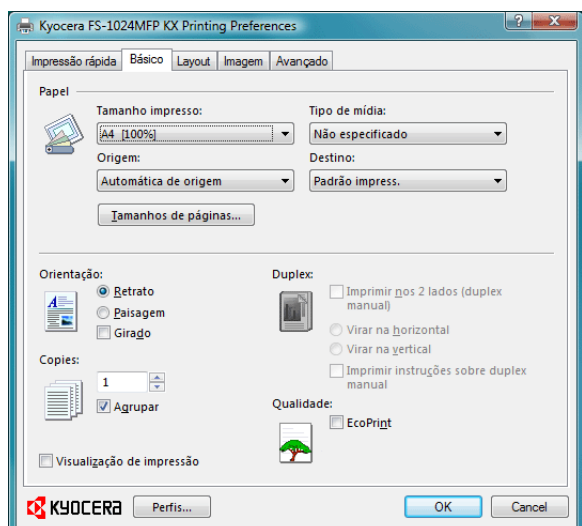 Kyocera FS-1024MFP KX Printing Preferences
Impressão rápida Básico Layout Imagem Avançado
Papel
Tamanho impresso: Tipo de mídia:
A4 [100%] Não especificado
Origem: Destino:
Automática de origem Padrão impress.
Tamanhos de páginas...
Orientação: Duplex:
Retrato Imprimir nos 2 lados (duplex
manual)
Paisagem
Virar na horizontal
Girado
Virar na vertical
Copies:
Imprimir instruções sobre duplex
manual
1
Agrupar
Qualidade:
EcoPrint
Visualização de impressão
KYOCERA Perfis... OK Cancel